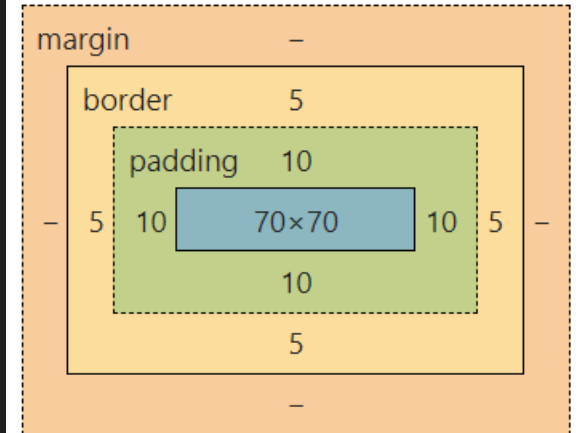 margin –
border 5
padding 10
– 5 10 70×70 10 5 –
10
5
–